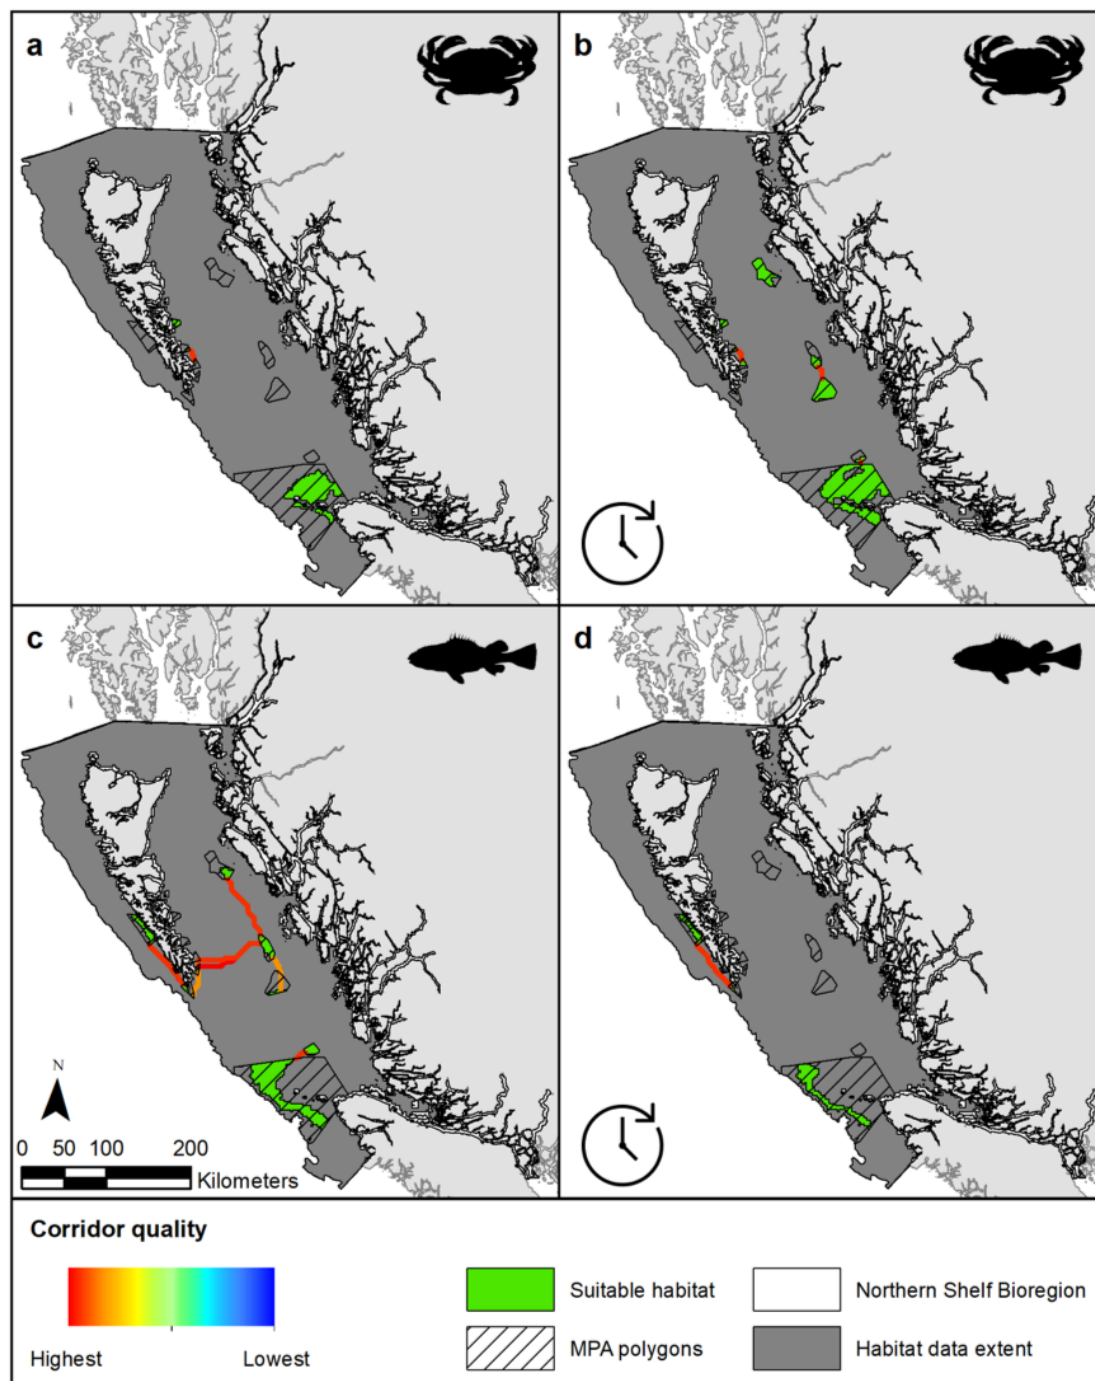 a
b
c
d
N
0 50 100 200
Kilometers
Corridor quality
Highest Lowest
Suitable habitat
Northern Shelf Bioregion
MPA polygons
Habitat data extent